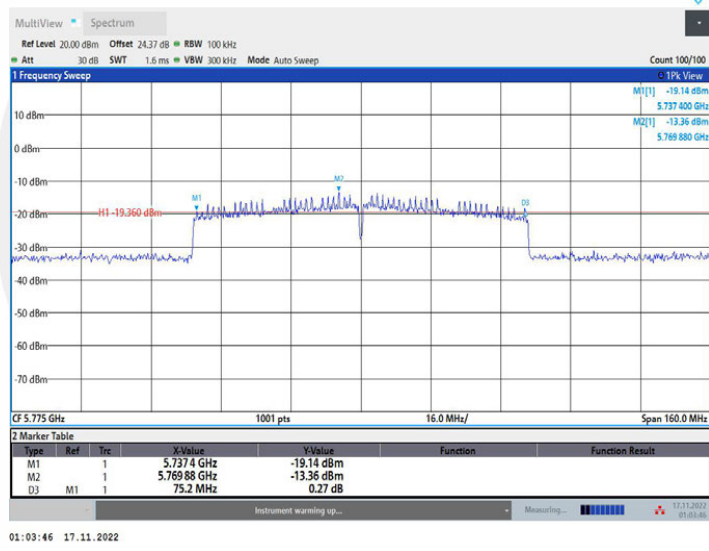 MultiView Spectrum
Ref Level 20.00 dBm Offset 24.37 dB RBW 100 kHz
Att 30 dB SWT 1.6 ms VBW 300 kHz Mode Auto Sweep Count 100/100
1 Frequency Sweep 1Pk View
M1[1] -19.14 dBm
5.737 400 GHz
M2[1] -13.36 dBm
5.769 880 GHz
10 dBm
0 dBm
-10 dBm
M2
M1
D3
-20 dBm
H1 -19.360 dBm
-30 dBm
-40 dBm
-50 dBm
-60 dBm
-70 dBm
CF 5.775 GHz 1001 pts 16.0 MHz/ Span 160.0 MHz
2 Marker Table
Type Ref Trc X-Value Y-Value Function Function Result
M1 1 5.7374 GHz -19.14 dBm
M2 1 5.76988 GHz -13.36 dBm
D3 M1 1 75.2 MHz 0.27 dB
Instrument warming up... Measuring... 17.11.2022
01:03:46
01:03:46 17.11.2022